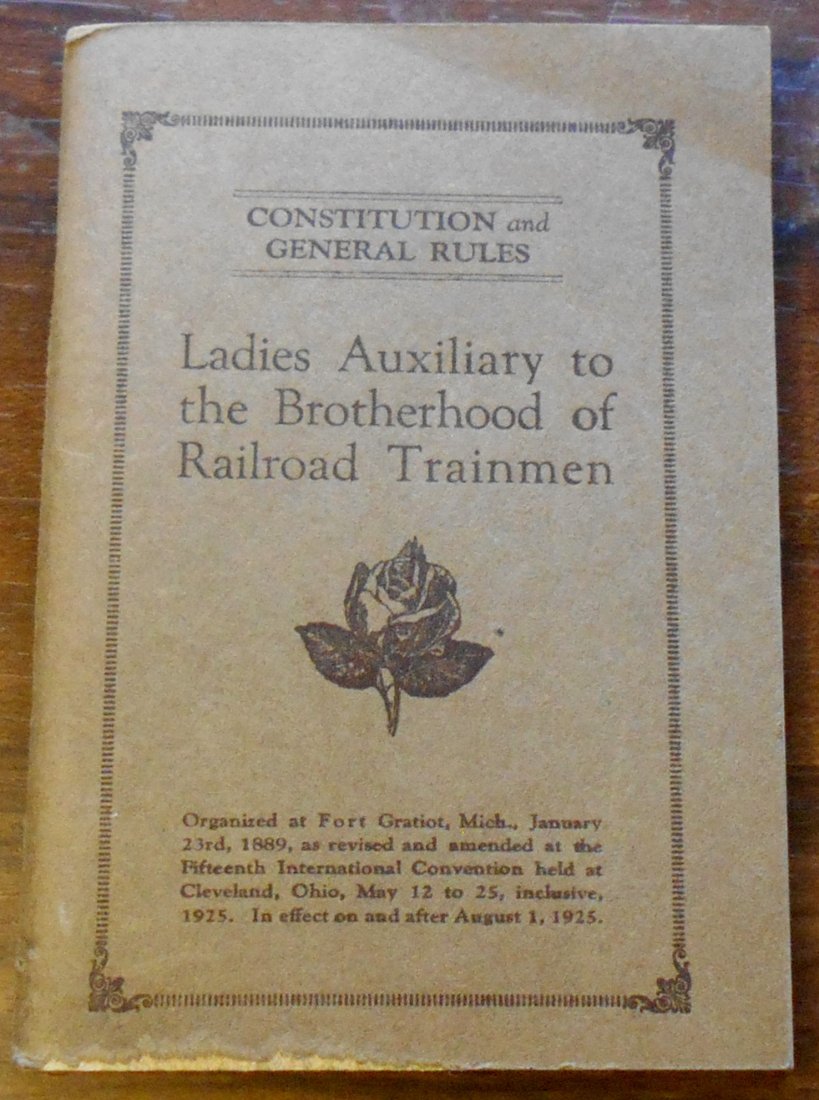 CONSTITUTION and
GENERAL RULES
Ladies Auxiliary to
the Brotherhood of
Railroad Trainmen
Organized at Fort Gratiot, Mich., January
23rd, 1889, as revised and amended at the
Fifteenth International Convention held at
Cleveland, Ohio, May 12 to 25, inclusive,
1925. In effect on and after August 1, 1925.